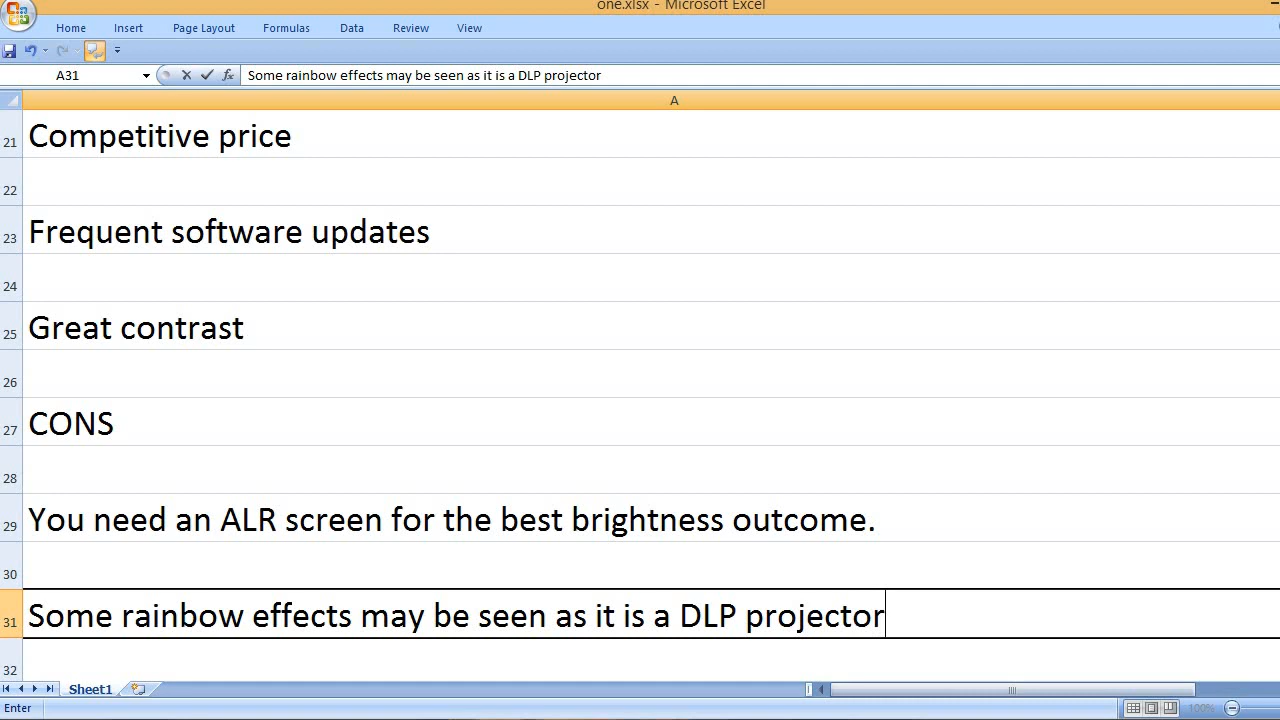 one.xlsx - Microsoft Excel
Home Insert Page Layout Formulas Data Review View
A31 fx Some rainbow effects may be seen as it is a DLP projector
A
21 Competitive price
22
23 Frequent software updates
24
25 Great contrast
26
27 CONS
28
29 You need an ALR screen for the best brightness outcome.
30
31 Some rainbow effects may be seen as it is a DLP projector
32
Sheet1
Enter 100%